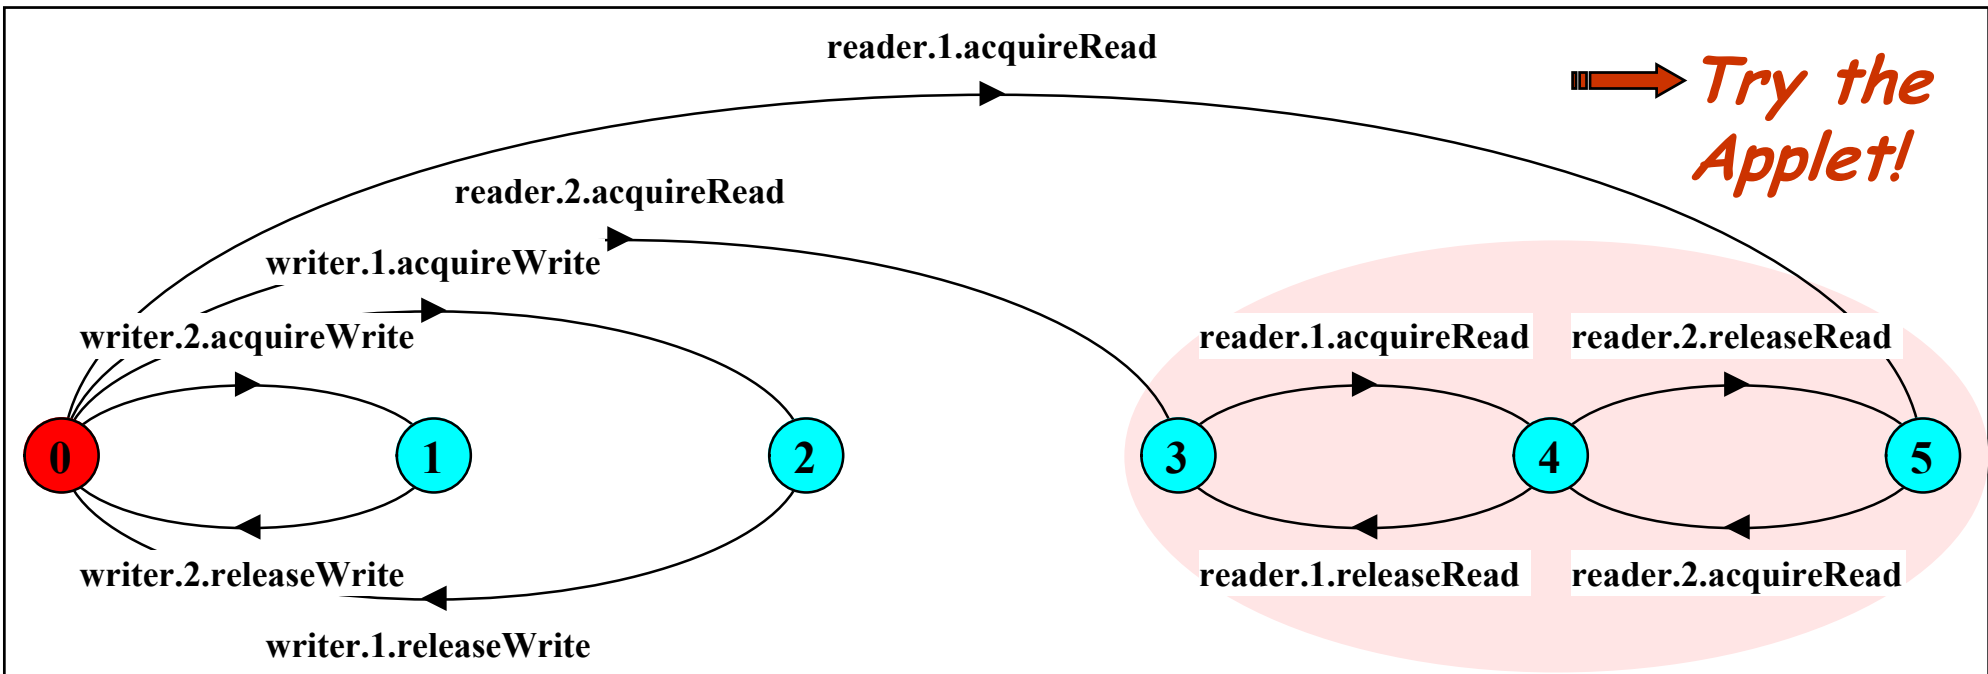 reader.1.acquireRead
Try the
Applet!
reader.2.acquireRead
writer.1.acquireWrite
writer.2.acquireWrite
reader.1.acquireRead
reader.2.releaseRead
0
1
2
3
4
5
writer.2.releaseWrite
reader.1.releaseRead
reader.2.acquireRead
writer.1.releaseWrite